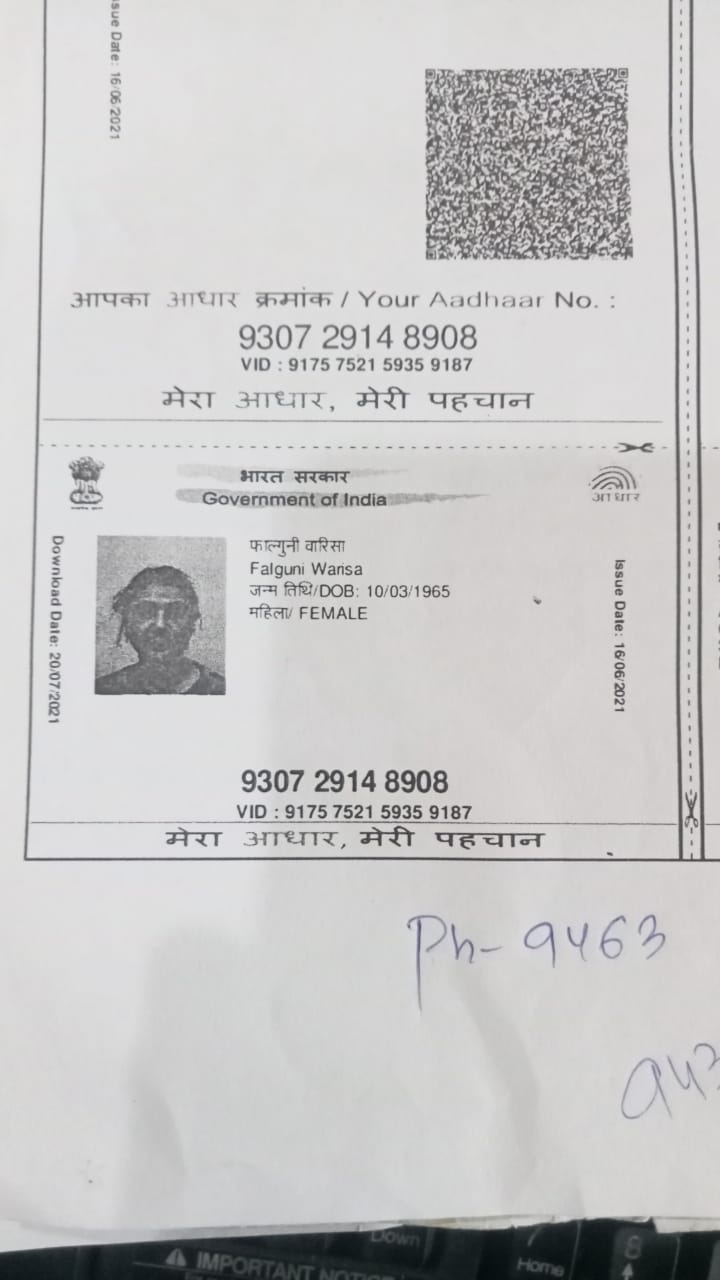 Issue Date: 16/06/2021
आपका आधार क्रमांक / Your Aadhaar No. :
9307 2914 8908
VID : 9175 7521 5935 9187
मेरा आधार, मेरी पहचान
भारत सरकार
Government of India
आधार
Download Date: 20/07/2021
फाल्गुनी वारिसा
Falguni Warisa
जन्म तिथि/DOB: 10/03/1965
महिला/ FEMALE
Issue Date: 16/06/2021
9307 2914 8908
VID : 9175 7521 5935 9187
मेरा आधार, मेरी पहचान
Ph- 9463
943
Down
Home
8
IMPORTANT NOTICE